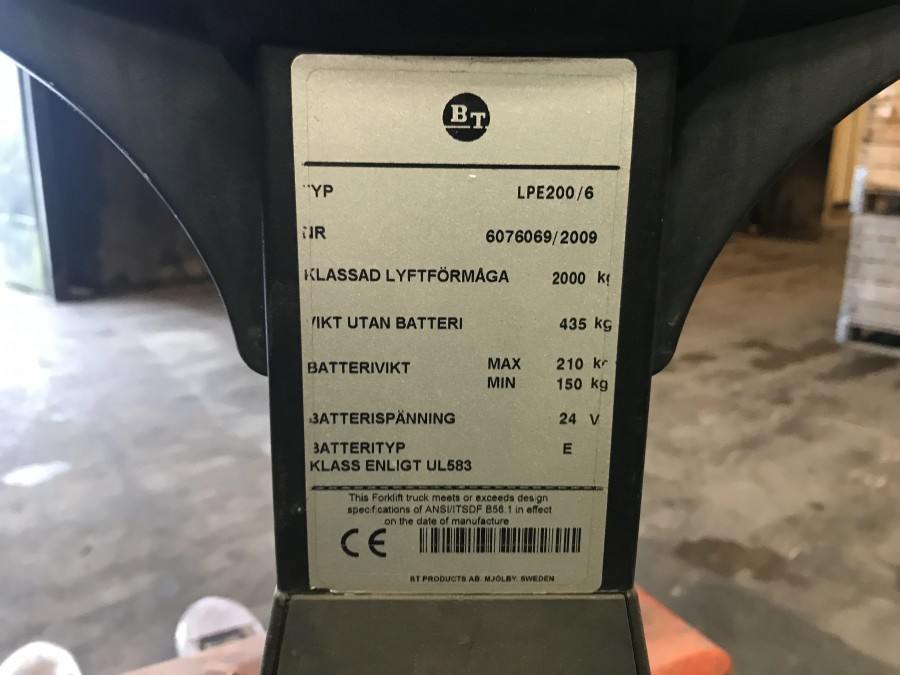 BT
TYP LPE200/6
NR 6076069/2009
KLASSAD LYFTFÖRMÅGA 2000 kg
VIKT UTAN BATTERI 435 kg
BATTERIVIKT MAX 210 kg
MIN 150 kg
BATTERISPÄNNING 24 V
BATTERITYP E
KLASS ENLIGT UL583
This Forklift truck meets or exceeds design
specifications of ANSI/ITSDF B56.1 in effect
on the date of manufacture
CE
BT PRODUCTS AB. MJÖLBY. SWEDEN